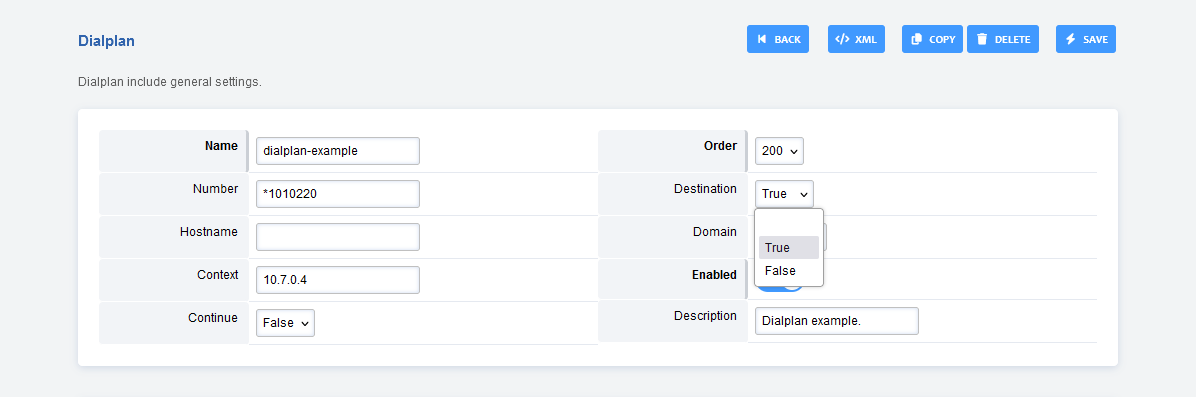 Dialplan
BACK
XML
COPY
DELETE
SAVE
Dialplan include general settings.
Name
dialplan-example
Order
200
Number
*1010220
Destination
True
True
False
Hostname
Domain
Context
10.7.0.4
Enabled
Continue
False
Description
Dialplan example.